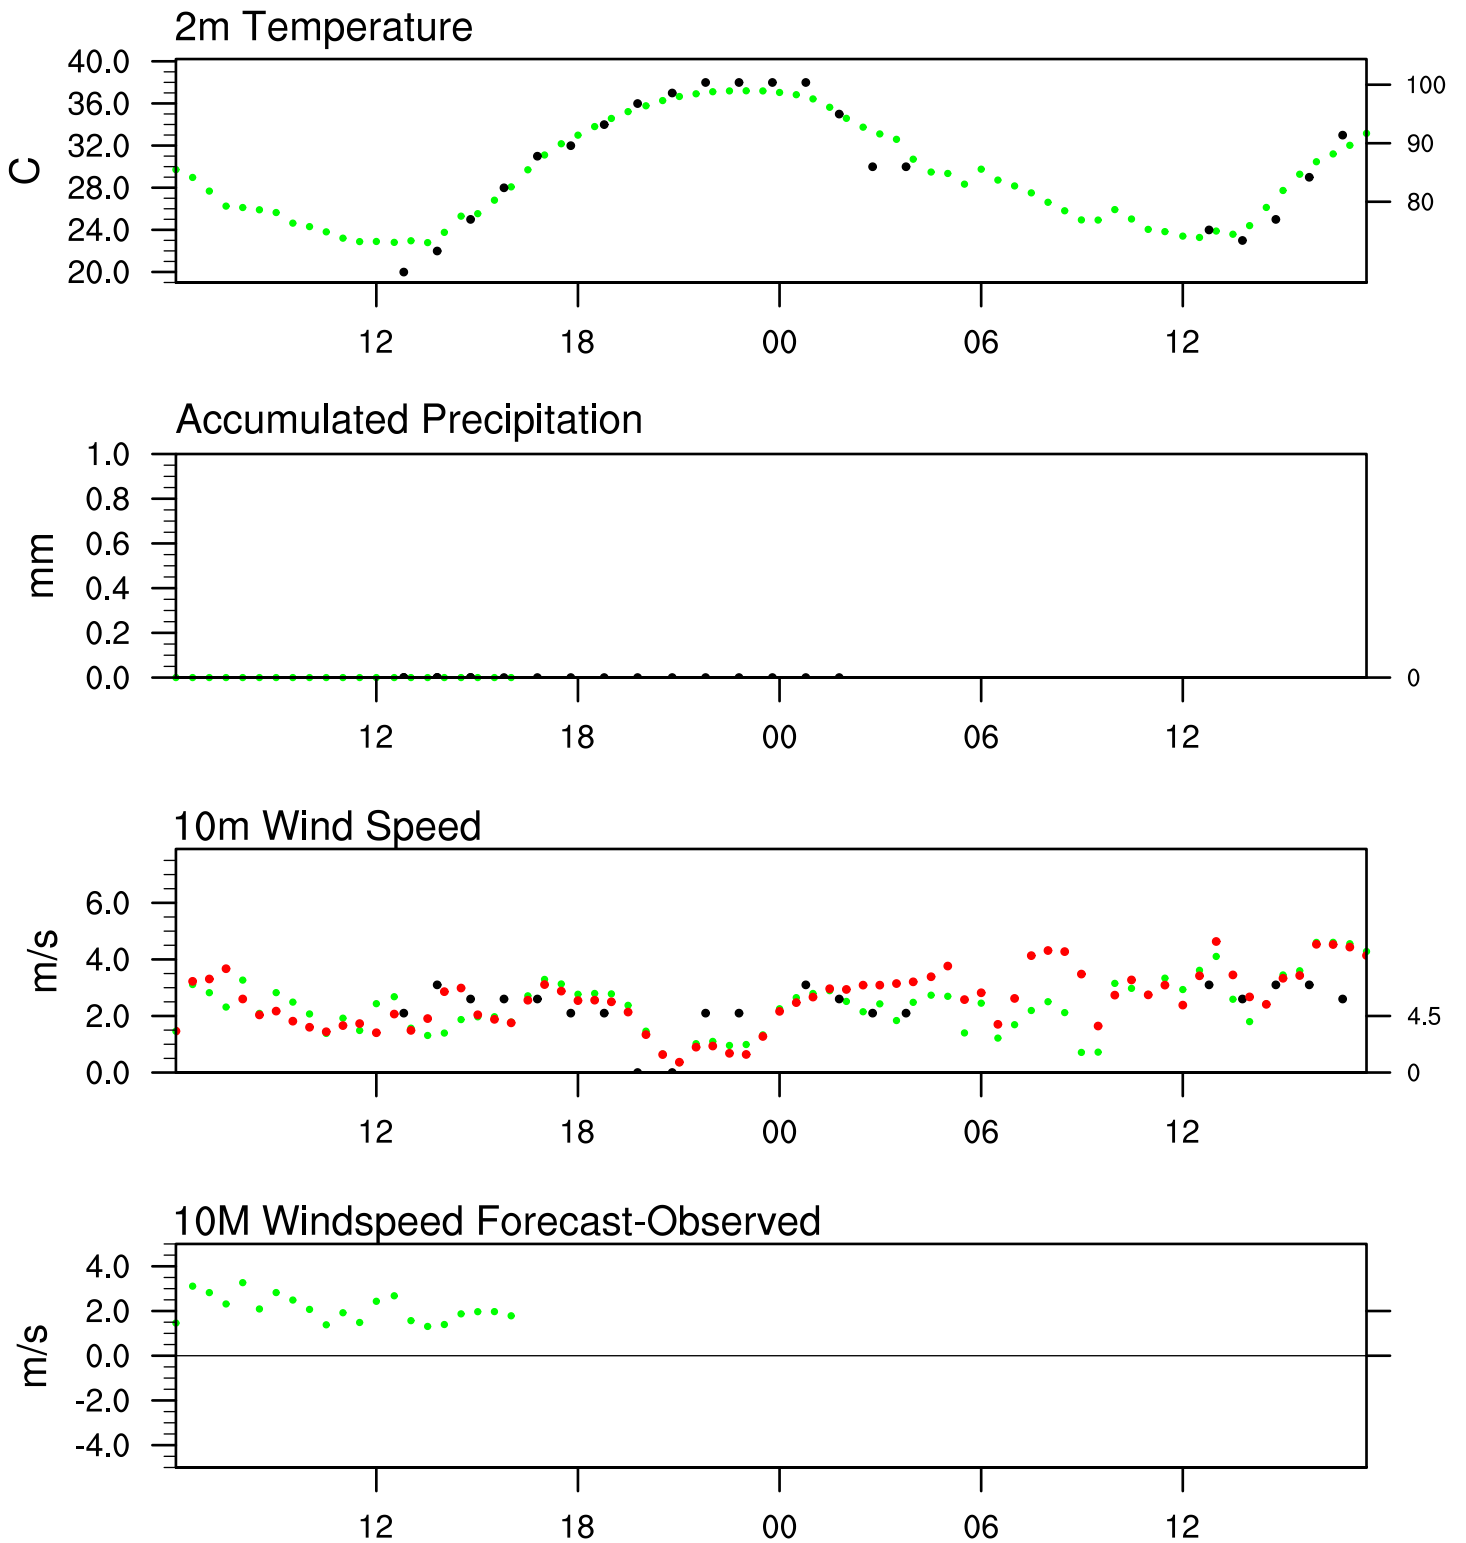 2m Temperature
40.0
36.0
32.0
28.0
24.0
20.0
C
100
90
80
12 18 00 06 12
Accumulated Precipitation
1.0
0.8
0.6
0.4
0.2
0.0
mm
0
12 18 00 06 12
10m Wind Speed
6.0
4.0
2.0
0.0
m/s
4.5
0
12 18 00 06 12
10M Windspeed Forecast-Observed
4.0
2.0
0.0
-2.0
-4.0
m/s
12 18 00 06 12